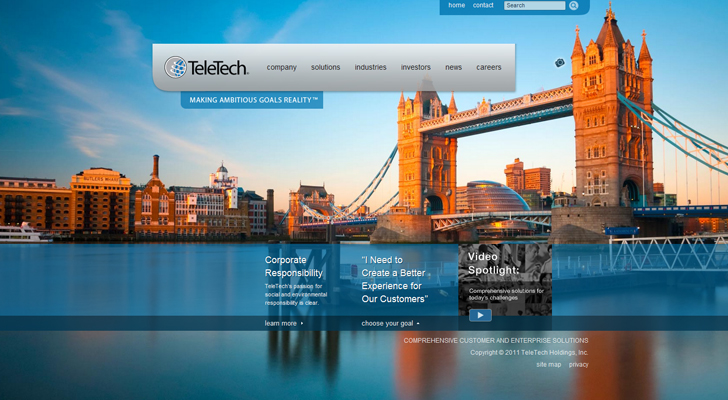 home contact Search
TeleTech
company solutions industries investors news careers
MAKING AMBITIOUS GOALS REALITY™
BUTLERS WHARF
Corporate
Responsibility
TeleTech's passion for
social and environmental
responsibility is clear.
learn more
"I Need to
Create a Better
Experience for
Our Customers"
choose your goal
Video
Spotlight:
Comprehensive solutions for
today's challenges
COMPREHENSIVE CUSTOMER AND ENTERPRISE SOLUTIONS
Copyright © 2011 TeleTech Holdings, Inc.
site map privacy